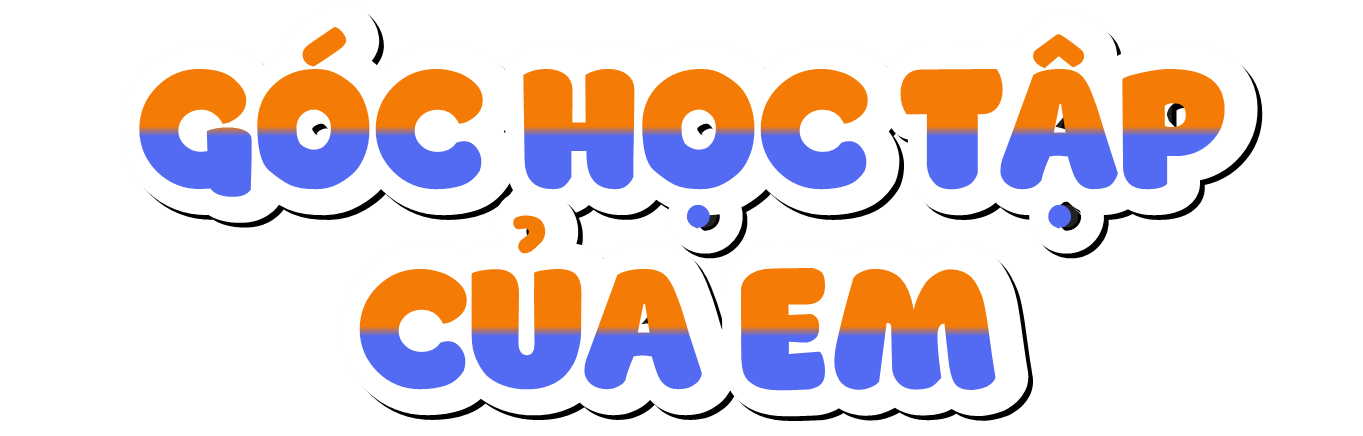 GÓC HỌC TẬP
CỦA EM